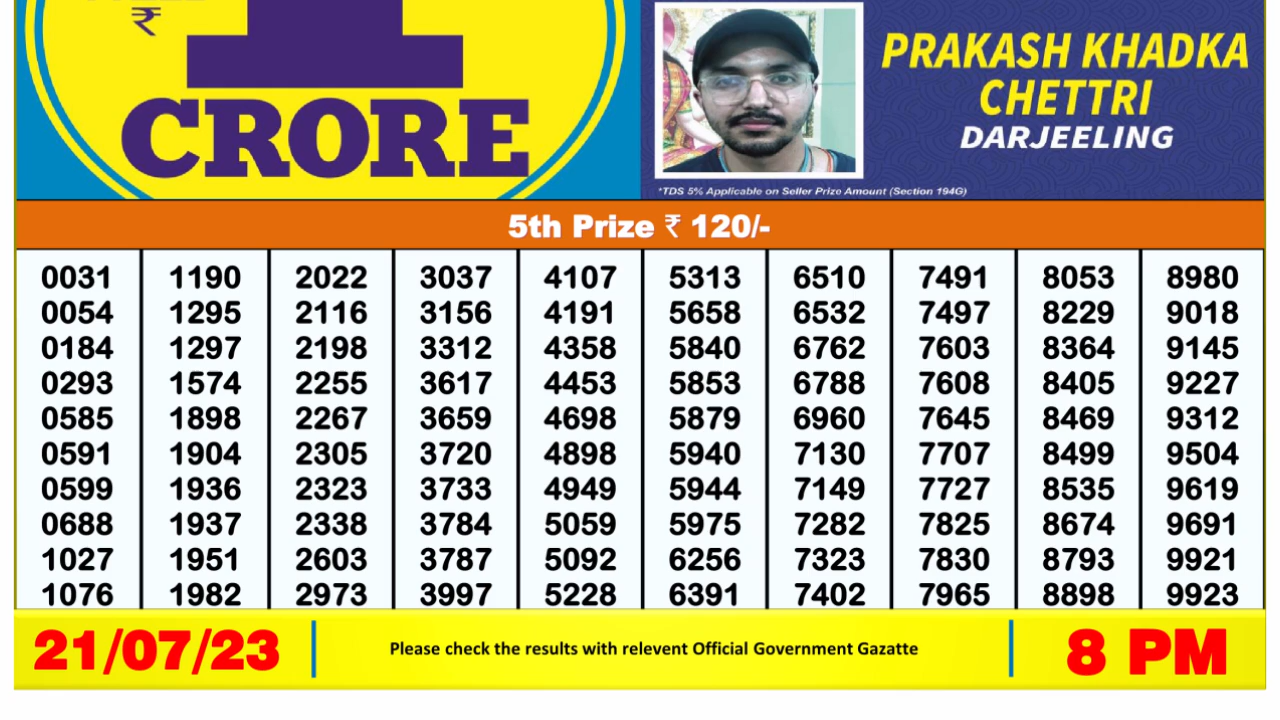 ₹
1
CRORE
PRAKASH KHADKA
CHETTRI
DARJEELING
*TDS 5% Applicable on Seller Prize Amount (Section 194G)
5th Prize ₹ 120/-
0031 1190 2022 3037 4107 5313 6510 7491 8053 8980
0054 1295 2116 3156 4191 5658 6532 7497 8229 9018
0184 1297 2198 3312 4358 5840 6762 7603 8364 9145
0293 1574 2255 3617 4453 5853 6788 7608 8405 9227
0585 1898 2267 3659 4698 5879 6960 7645 8469 9312
0591 1904 2305 3720 4898 5940 7130 7707 8499 9504
0599 1936 2323 3733 4949 5944 7149 7727 8535 9619
0688 1937 2338 3784 5059 5975 7282 7825 8674 9691
1027 1951 2603 3787 5092 6256 7323 7830 8793 9921
1076 1982 2973 3997 5228 6391 7402 7965 8898 9923
21/07/23
Please check the results with relevent Official Government Gazatte
8 PM